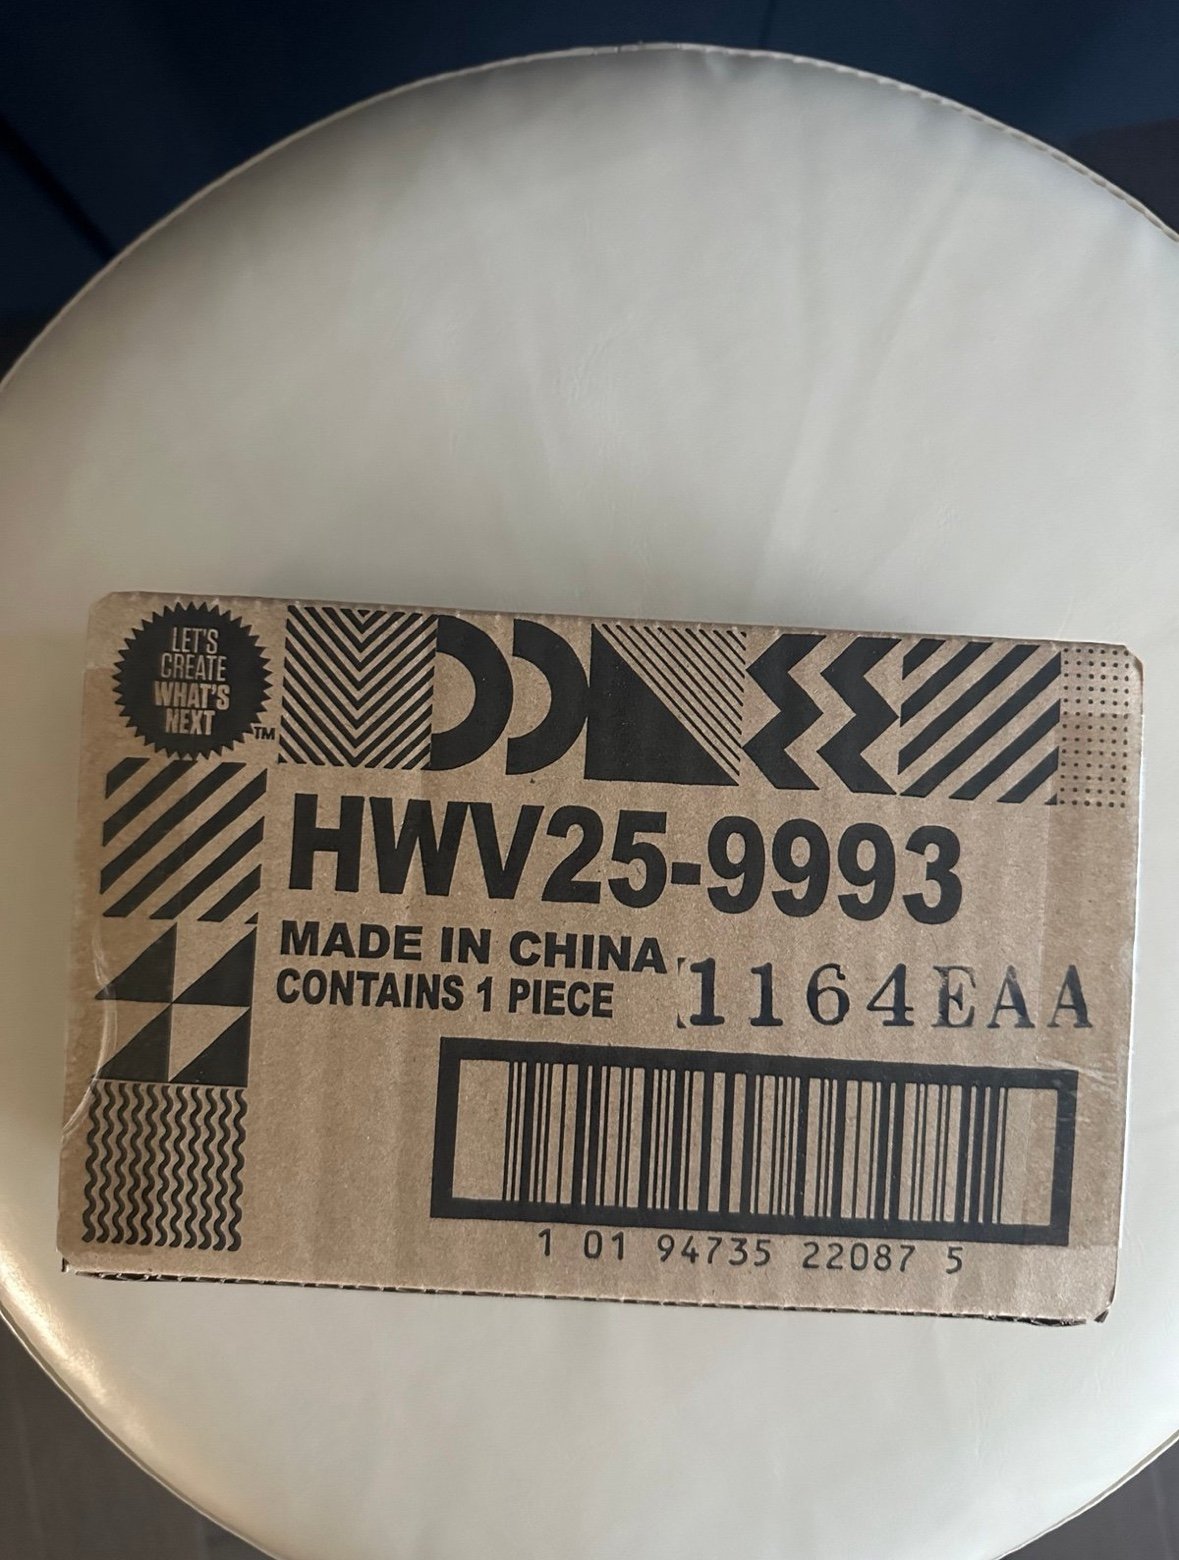 LET'S
CREATE
WHAT'S
NEXT
TM
HWV25-9993
MADE IN CHINA
CONTAINS 1 PIECE
1164EAA
1 01 94735 22087 5